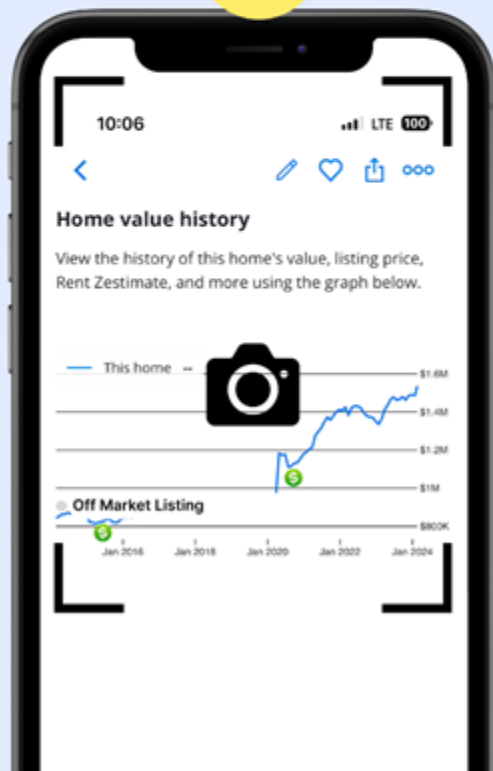 10:06
LTE 100
Home value history
View the history of this home's value, listing price,
Rent Zestimate, and more using the graph below.
This home --
$1.6M
$1.4M
$1.2M
$1M
Off Market Listing
$800K
Jan 2016 Jan 2018 Jan 2020 Jan 2022 Jan 2024